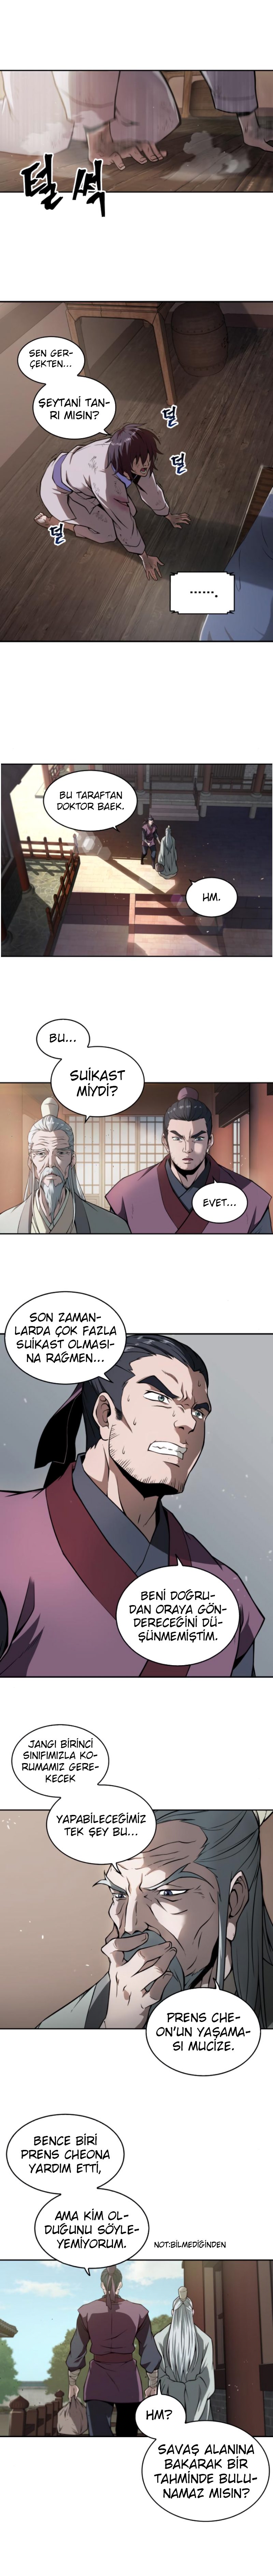 털썩
SEN GER-
ÇEKTEN...
ŞEYTANİ TAN-
RI MISIN?
덜
덜
덜
.......
BU TARAFTAN
DOKTOR BAEK.
HM.
BU...
SUİKAST
MİYDİ?
EVET...
SON ZAMAN-
LARDA ÇOK FAZLA
SUİKAST OLMASI-
NA RAĞMEN...
BENİ DOĞRU-
DAN ORAYA GÖN-
DERECEĞİNİ DÜ-
ŞÜNMEMİŞTİM.
JANGI BİRİNCİ
SINIFIMIZLA KO-
RUMAMIZ GERE-
KECEK
YAPABİLECEĞİMİZ
TEK ŞEY BU...
PRENS CHE-
ON'UN YAŞAMA-
SI MUCİZE.
BENCE BİRİ
PRENS CHEONA
YARDIM ETTİ,
AMA KİM OL-
DUĞUNU SÖYLE-
YEMİYORUM.
NOT:BİLMEDİĞİNDEN
HM?
SAVAŞ ALANINA
BAKARAK BİR
TAHMİNDE BULU-
NAMAZ MISIN?